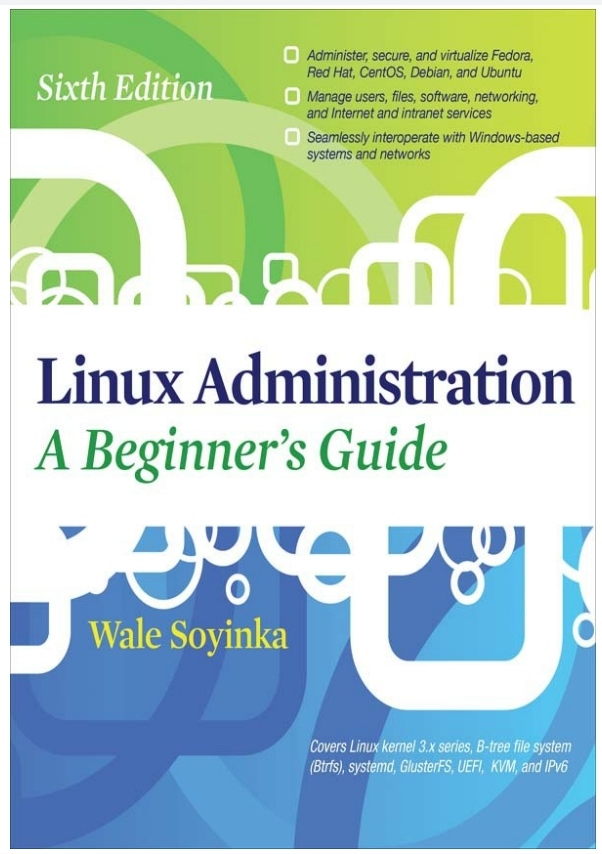 Sixth Edition
Administer, secure, and virtualize Fedora,
Red Hat, CentOS, Debian, and Ubuntu
Manage users, files, software, networking,
and Internet and intranet services
Seamlessly interoperate with Windows-based
systems and networks
Linux Administration
A Beginner's Guide
Wale Soyinka
Covers Linux kernel 3.x series, B-tree file system
(Btrfs), systemd, GlusterFS, UEFI, KVM, and IPv6